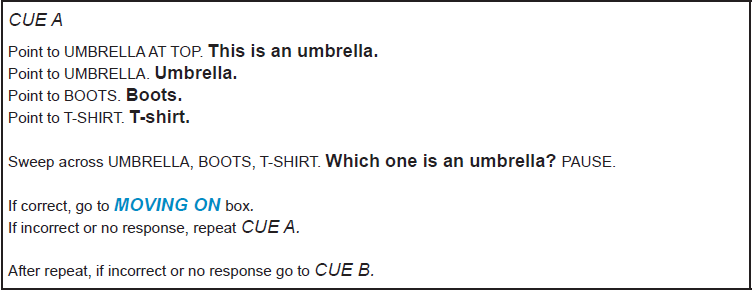 CUE A
Point to UMBRELLA AT TOP. This is an umbrella.
Point to UMBRELLA. Umbrella.
Point to BOOTS. Boots.
Point to T-SHIRT. T-shirt.
Sweep across UMBRELLA, BOOTS, T-SHIRT. Which one is an umbrella? PAUSE.
If correct, go to MOVING ON box.
If incorrect or no response, repeat CUE A.
After repeat, if incorrect or no response go to CUE B.